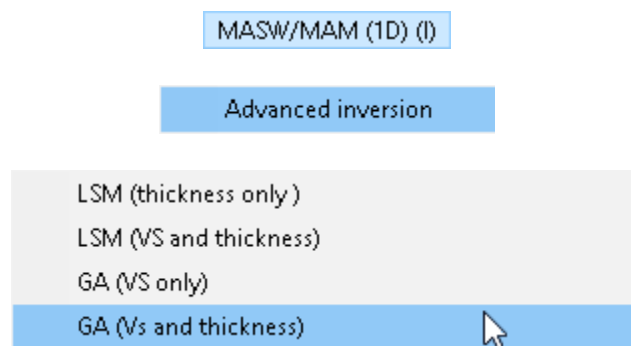 MASW/MAM (1D) (I)
Advanced inversion
LSM (thickness only )
LSM (VS and thickness)
GA (VS only)
GA (Vs and thickness)